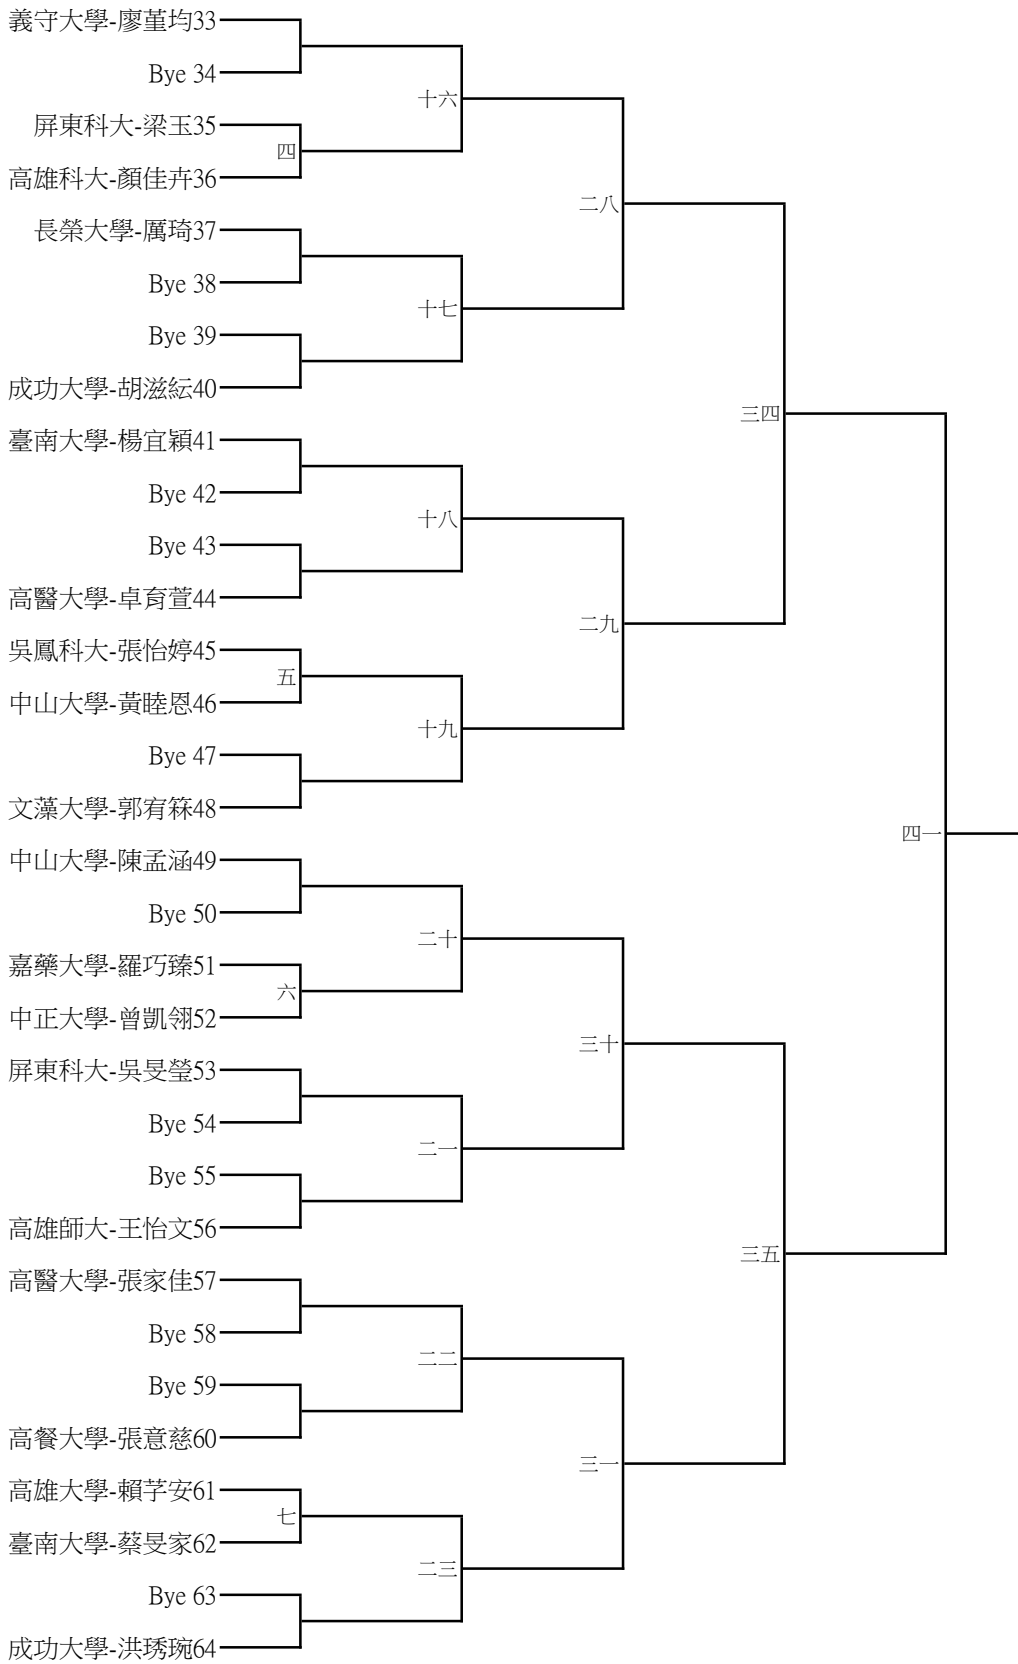 義守大學-廖菫均33
Bye 34
十六
屏東科大-梁玉35
四
高雄科大-顏佳卉36
二八
長榮大學-厲琦37
Bye 38
十七
Bye 39
成功大學-胡滋紜40
三四
臺南大學-楊宜穎41
Bye 42
十八
Bye 43
高醫大學-卓育萱44
二九
吳鳳科大-張怡婷45
五
中山大學-黃睦恩46
十九
Bye 47
文藻大學-郭宥箖48
四一
中山大學-陳孟涵49
Bye 50
二十
嘉藥大學-羅巧臻51
六
中正大學-曾凱翎52
三十
屏東科大-吳旻瑩53
Bye 54
二一
Bye 55
高雄師大-王怡文56
三五
高醫大學-張家佳57
Bye 58
二二
Bye 59
高餐大學-張意慈60
三一
高雄大學-賴芓安61
七
臺南大學-蔡旻家62
二三
Bye 63
成功大學-洪琇琬64